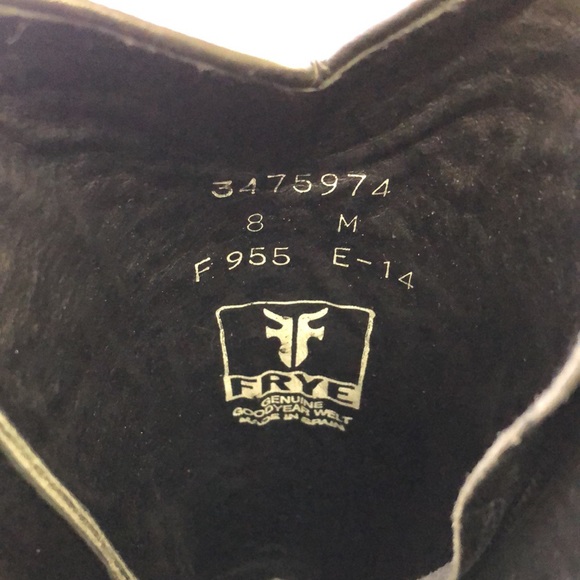 3475974
8 M
F 955 E-14
FRYE
GENUINE
GOODYEAR WELT
MADE IN SPAIN